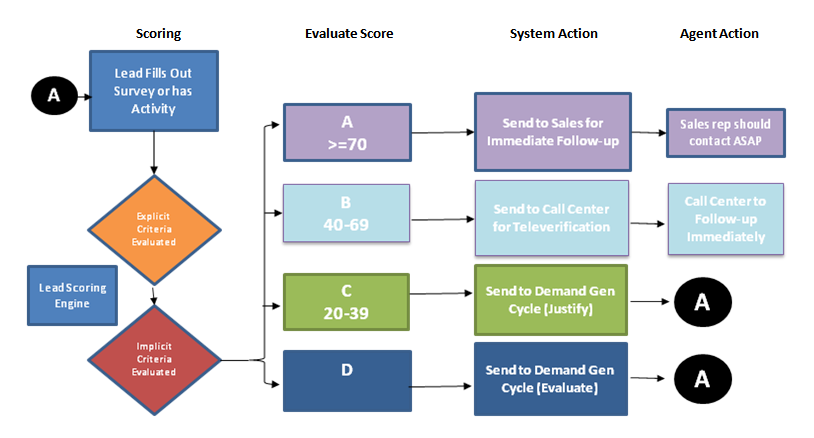 Scoring
Evaluate Score
System Action
Agent Action
A
Lead Fills Out
Survey or has
Activity
Explicit
Criteria
Evaluated
Lead Scoring
Engine
Implicit
Criteria
Evaluated
A
>=70
Send to Sales for
Immediate Follow-up
Sales rep should
contact ASAP
B
40-69
Send to Call Center
for Televerification
Call Center to
Follow-up
Immediately
C
20-39
Send to Demand Gen
Cycle (Justify)
A
D
Send to Demand Gen
Cycle (Evaluate)
A